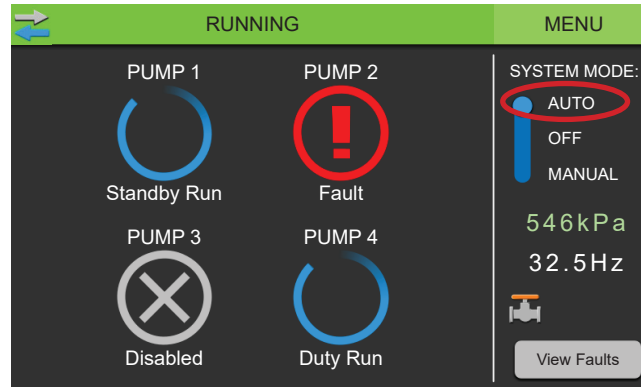 RUNNING
MENU
PUMP 1
PUMP 2
Standby Run
Fault
PUMP 3
PUMP 4
Disabled
Duty Run
SYSTEM MODE:
AUTO
OFF
MANUAL
546kPa
32.5Hz
View Faults